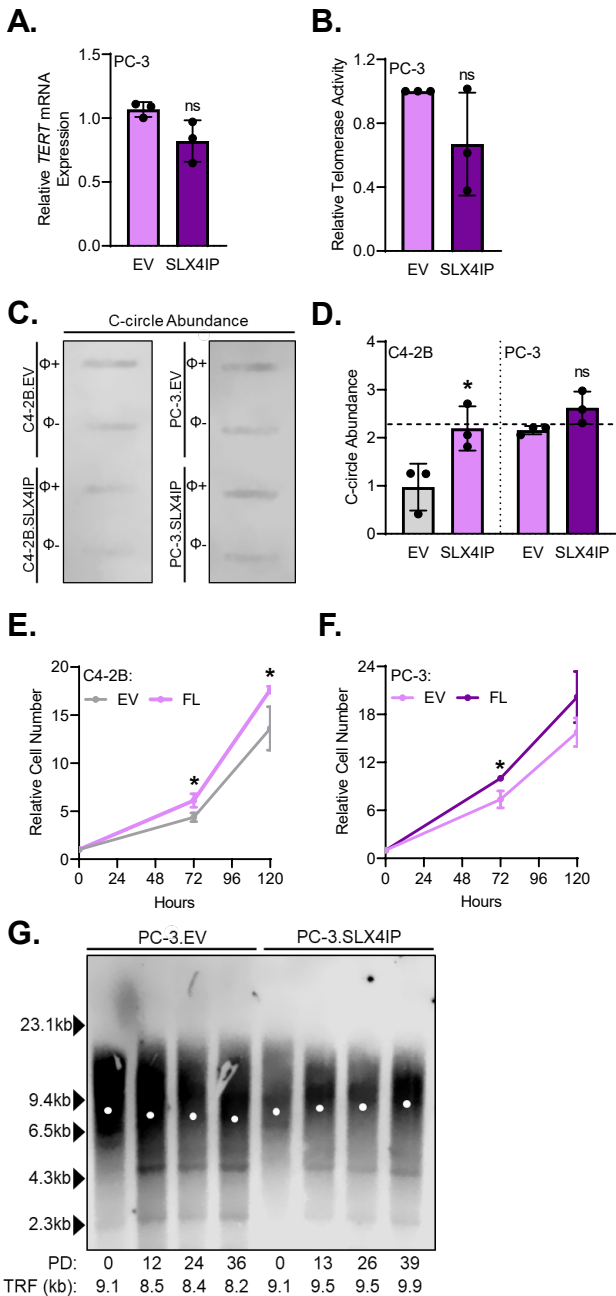 A.
PC-3
Relative TERT mRNA
Expression
1.5
1.0
0.5
0.0
ns
EV SLX4IP
B.
PC-3
Relative Telomerase Activity
1.2
0.8
0.4
0.0
ns
EV SLX4IP
C.
C-circle Abundance
C4-2B.EV
Φ+
Φ-
C4-2B.SLX4IP
Φ+
Φ-
PC-3.EV
Φ+
Φ-
PC-3.SLX4IP
Φ+
Φ-
D.
C4-2B PC-3
C-circle Abundance
4
3
2
1
0
*
ns
EV SLX4IP EV SLX4IP
E.
C4-2B:
EV FL
Relative Cell Number
20
15
10
5
0
* *
0 24 48 72 96 120
Hours
F.
PC-3:
EV FL
Relative Cell Number
24
18
12
6
0
*
0 24 48 72 96 120
Hours
G.
PC-3.EV PC-3.SLX4IP
23.1kb
9.4kb
6.5kb
4.3kb
2.3kb
PD: 0 12 24 36 0 13 26 39
TRF (kb): 9.1 8.5 8.4 8.2 9.1 9.5 9.5 9.9